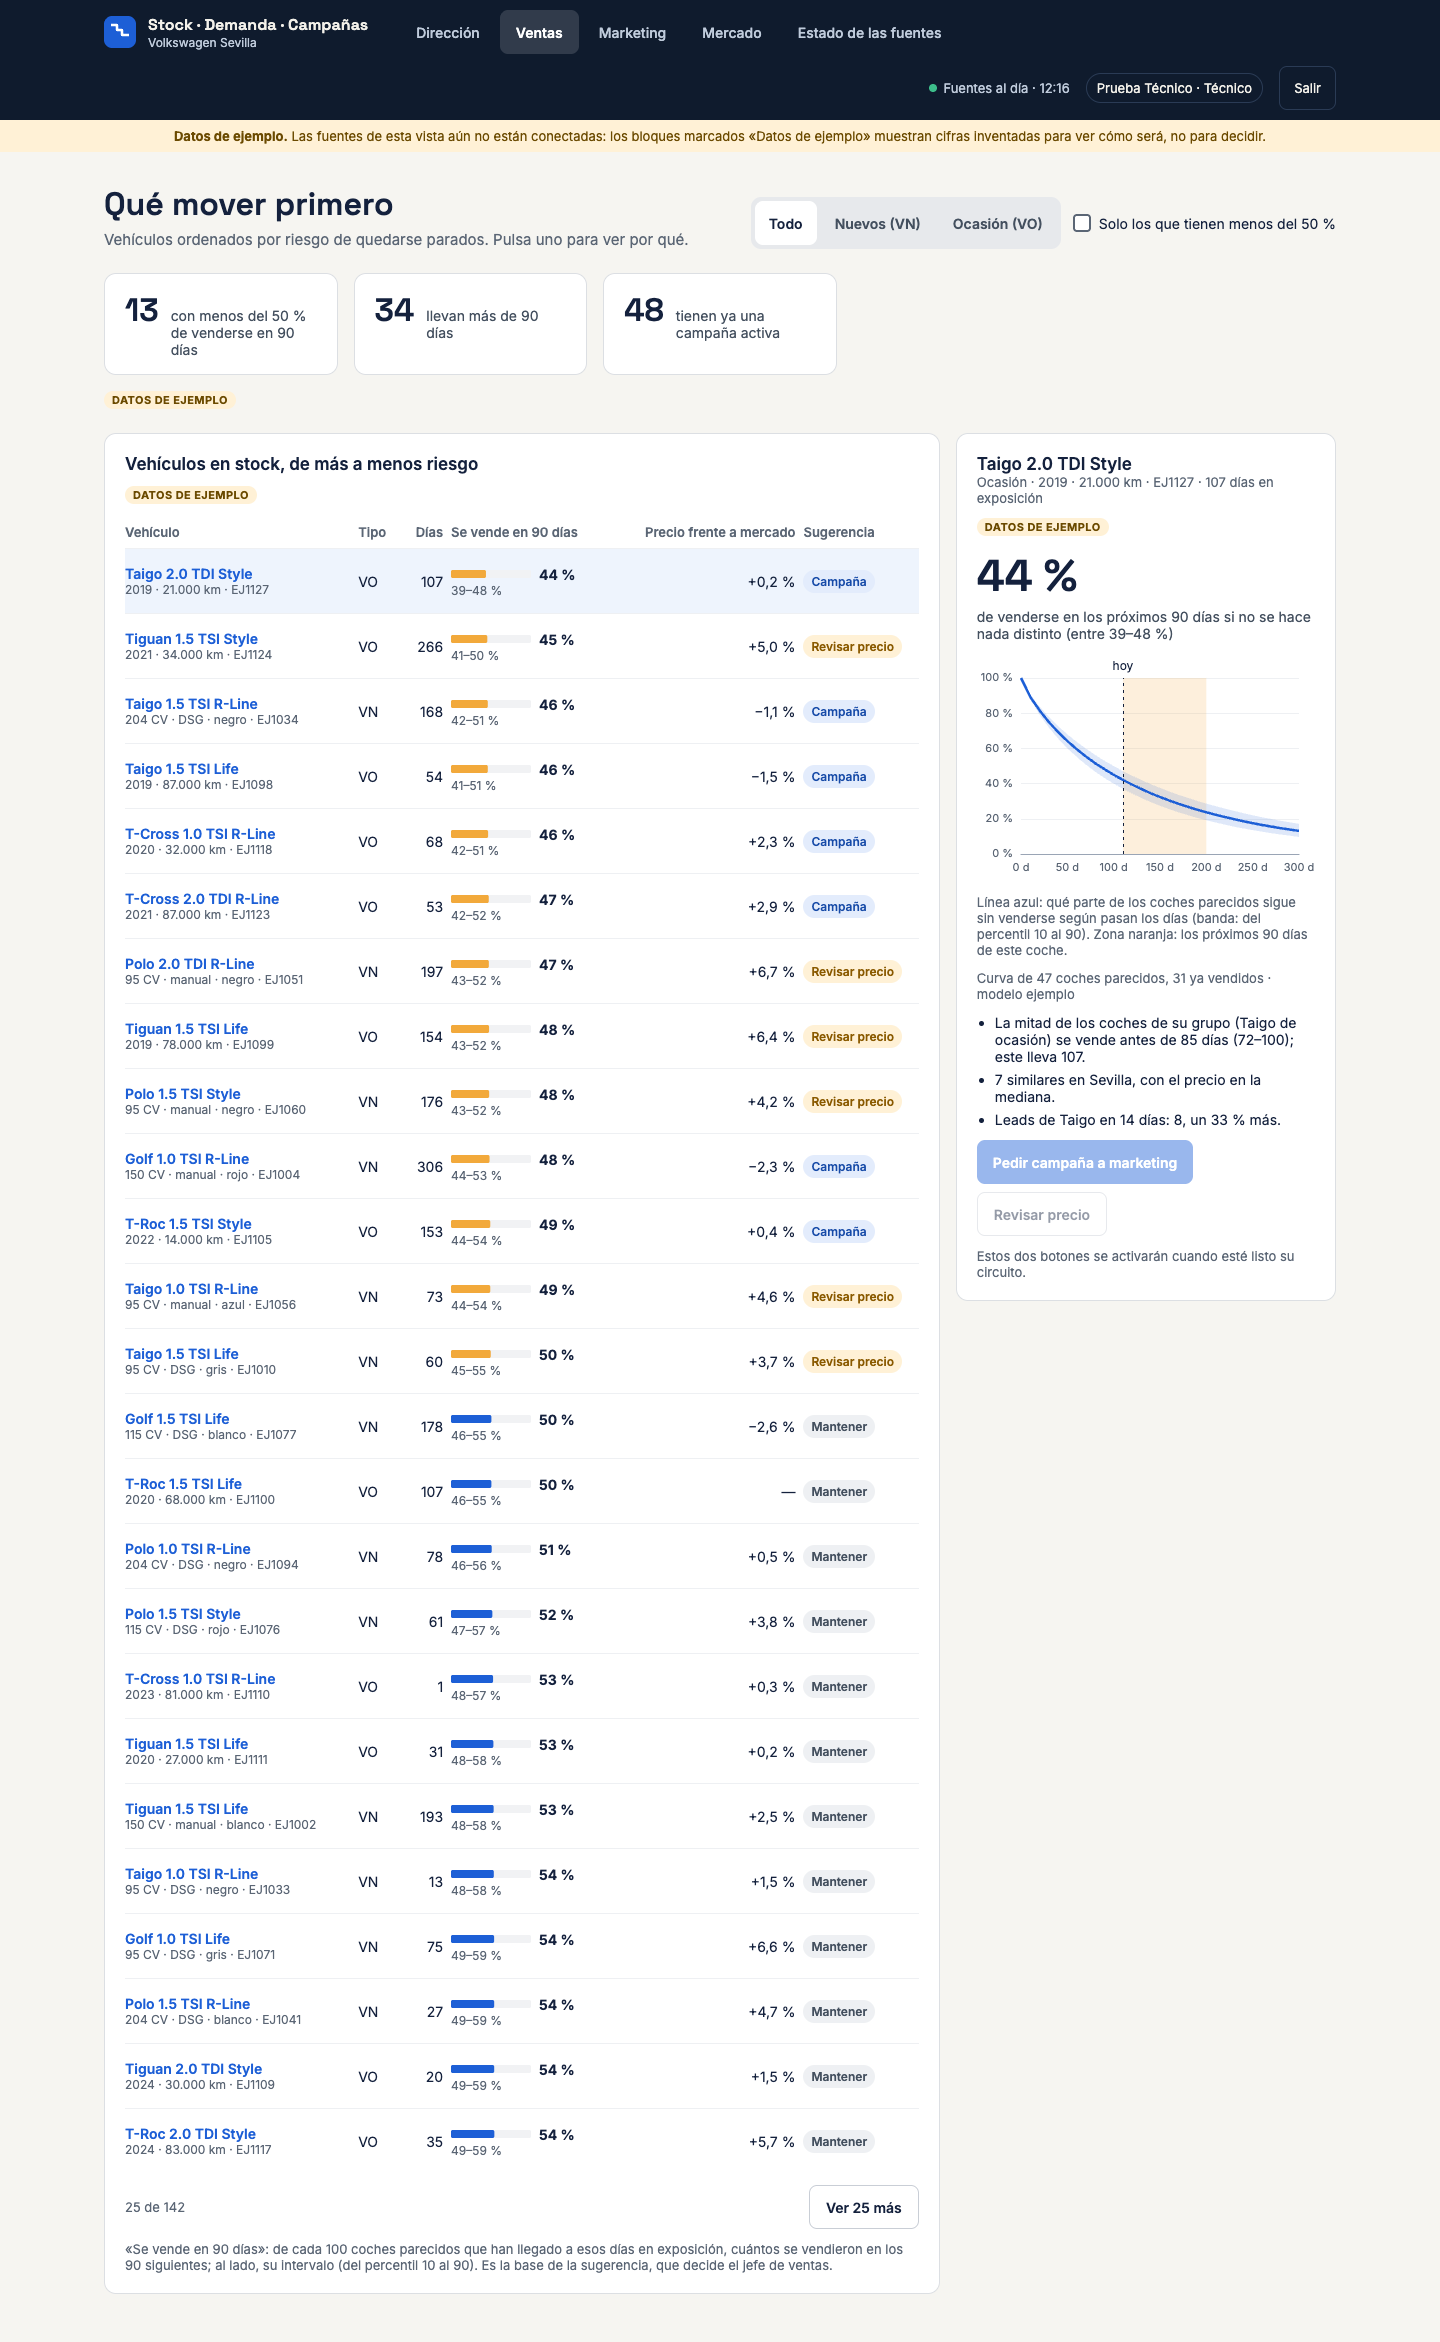 Stock · Demanda · Campañas
Volkswagen Sevilla
Dirección
Ventas
Marketing
Mercado
Estado de las fuentes
Fuentes al día · 12:16
Prueba Técnico · Técnico
Salir
Datos de ejemplo. Las fuentes de esta vista aún no están conectadas: los bloques marcados «Datos de ejemplo» muestran cifras inventadas para ver cómo será, no para decidir.
Qué mover primero
Vehículos ordenados por riesgo de quedarse parados. Pulsa uno para ver por qué.
Todo
Nuevos (VN)
Ocasión (VO)
Solo los que tienen menos del 50 %
13 con menos del 50 %
de venderse en 90
días
34 llevan más de 90
días
48 tienen ya una
campaña activa
DATOS DE EJEMPLO
Vehículos en stock, de más a menos riesgo
DATOS DE EJEMPLO
Vehículo Tipo Días Se vende en 90 días Precio frente a mercado Sugerencia
Taigo 2.0 TDI Style VO 107 44 % +0,2 % Campaña
2019 · 21.000 km · EJ1127 39–48 %
Tiguan 1.5 TSI Style VO 266 45 % +5,0 % Revisar precio
2021 · 34.000 km · EJ1124 41–50 %
Taigo 1.5 TSI R-Line VN 168 46 % −1,1 % Campaña
204 CV · DSG · negro · EJ1034 42–51 %
Taigo 1.5 TSI Life VO 54 46 % −1,5 % Campaña
2019 · 87.000 km · EJ1098 41–51 %
T-Cross 1.0 TSI R-Line VO 68 46 % +2,3 % Campaña
2020 · 32.000 km · EJ1118 42–51 %
T-Cross 2.0 TDI R-Line VO 53 47 % +2,9 % Campaña
2021 · 87.000 km · EJ1123 42–52 %
Polo 2.0 TDI R-Line VN 197 47 % +6,7 % Revisar precio
95 CV · manual · negro · EJ1051 43–52 %
Tiguan 1.5 TSI Life VO 154 48 % +6,4 % Revisar precio
2019 · 78.000 km · EJ1099 43–52 %
Polo 1.5 TSI Style VN 176 48 % +4,2 % Revisar precio
95 CV · manual · negro · EJ1060 43–52 %
Golf 1.0 TSI R-Line VN 306 48 % −2,3 % Campaña
150 CV · manual · rojo · EJ1004 44–53 %
T-Roc 1.5 TSI Style VO 153 49 % +0,4 % Campaña
2022 · 14.000 km · EJ1105 44–54 %
Taigo 1.0 TSI R-Line VN 73 49 % +4,6 % Revisar precio
95 CV · manual · azul · EJ1056 44–54 %
Taigo 1.5 TSI Life VN 60 50 % +3,7 % Revisar precio
95 CV · DSG · gris · EJ1010 45–55 %
Golf 1.5 TSI Life VN 178 50 % −2,6 % Mantener
115 CV · DSG · blanco · EJ1077 46–55 %
T-Roc 1.5 TSI Life VO 107 50 % — Mantener
2020 · 68.000 km · EJ1100 46–55 %
Polo 1.0 TSI R-Line VN 78 51 % +0,5 % Mantener
204 CV · DSG · negro · EJ1094 46–56 %
Polo 1.5 TSI Style VN 61 52 % +3,8 % Mantener
115 CV · DSG · rojo · EJ1076 47–57 %
T-Cross 1.0 TSI R-Line VO 1 53 % +0,3 % Mantener
2023 · 81.000 km · EJ1110 48–57 %
Tiguan 1.5 TSI Life VO 31 53 % +0,2 % Mantener
2020 · 27.000 km · EJ1111 48–58 %
Tiguan 1.5 TSI Life VN 193 53 % +2,5 % Mantener
150 CV · manual · blanco · EJ1002 48–58 %
Taigo 1.0 TSI R-Line VN 13 54 % +1,5 % Mantener
95 CV · DSG · negro · EJ1033 48–58 %
Golf 1.0 TSI Life VN 75 54 % +6,6 % Mantener
95 CV · DSG · gris · EJ1071 49–59 %
Polo 1.5 TSI R-Line VN 27 54 % +4,7 % Mantener
204 CV · DSG · blanco · EJ1041 49–59 %
Tiguan 2.0 TDI Style VO 20 54 % +1,5 % Mantener
2024 · 30.000 km · EJ1109 49–59 %
T-Roc 2.0 TDI Style VO 35 54 % +5,7 % Mantener
2024 · 83.000 km · EJ1117 49–59 %
25 de 142
Ver 25 más
«Se vende en 90 días»: de cada 100 coches parecidos que han llegado a esos días en exposición, cuántos se vendieron en los
90 siguientes; al lado, su intervalo (del percentil 10 al 90). Es la base de la sugerencia, que decide el jefe de ventas.
Taigo 2.0 TDI Style
Ocasión · 2019 · 21.000 km · EJ1127 · 107 días en
exposición
DATOS DE EJEMPLO
44 %
de venderse en los próximos 90 días si no se hace
nada distinto (entre 39–48 %)
hoy
100 %
80 %
60 %
40 %
20 %
0 %
0 d 50 d 100 d 150 d 200 d 250 d 300 d
Línea azul: qué parte de los coches parecidos sigue
sin venderse según pasan los días (banda: del
percentil 10 al 90). Zona naranja: los próximos 90 días
de este coche.
Curva de 47 coches parecidos, 31 ya vendidos ·
modelo ejemplo
• La mitad de los coches de su grupo (Taigo de
ocasión) se vende antes de 85 días (72–100);
este lleva 107.
• 7 similares en Sevilla, con el precio en la
mediana.
• Leads de Taigo en 14 días: 8, un 33 % más.
Pedir campaña a marketing
Revisar precio
Estos dos botones se activarán cuando esté listo su
circuito.